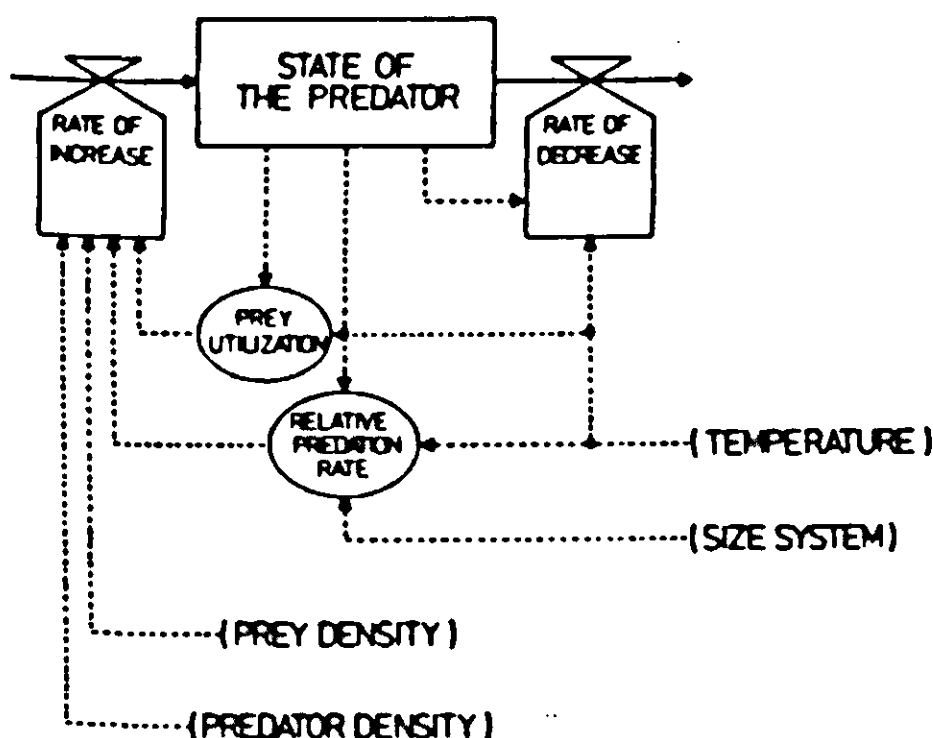 STATE OF
THE PREDATOR
RATE OF
INCREASE
RATE OF
DECREASE
PREY
UTILIZATION
RELATIVE
PREDATION
RATE
(TEMPERATURE)
(SIZE SYSTEM)
(PREY DENSITY)
(PREDATOR DENSITY)